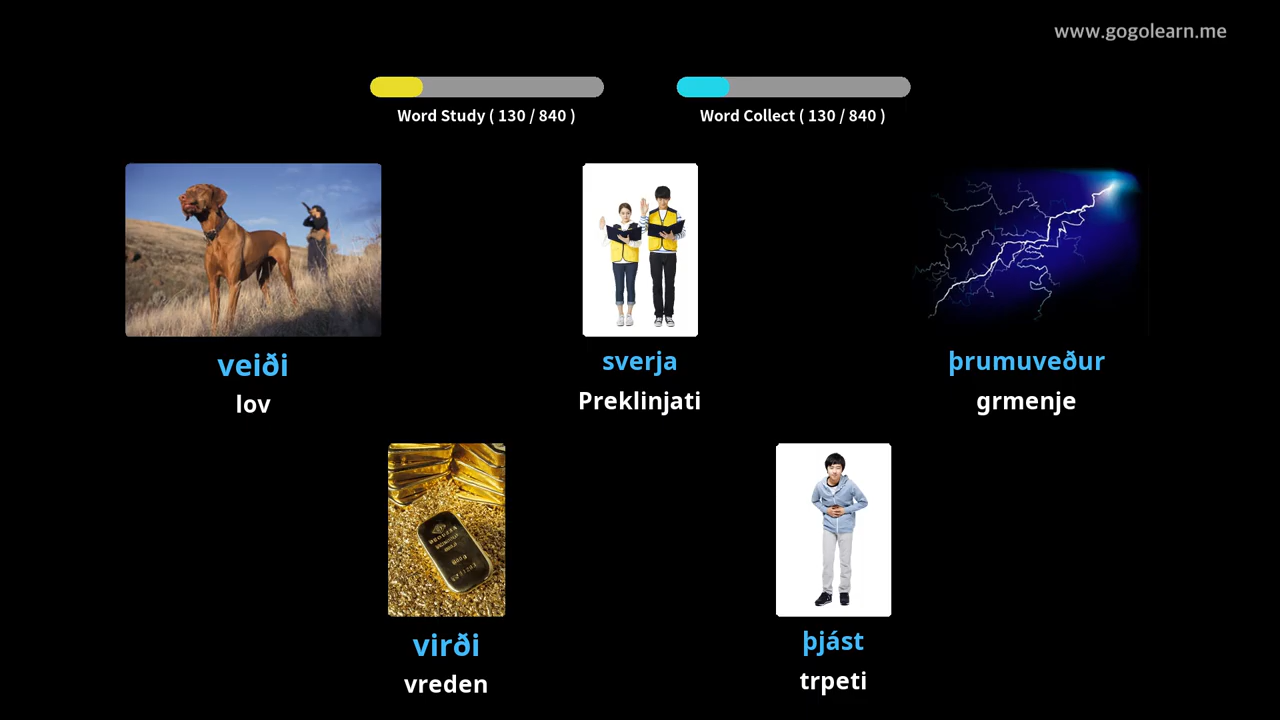 www.gogolearn.me
Word Study ( 130 / 840 )
Word Collect ( 130 / 840 )
veiði
lov
sverja
Preklinjati
þrumuveður
grmenje
virði
vreden
þjást
trpeti